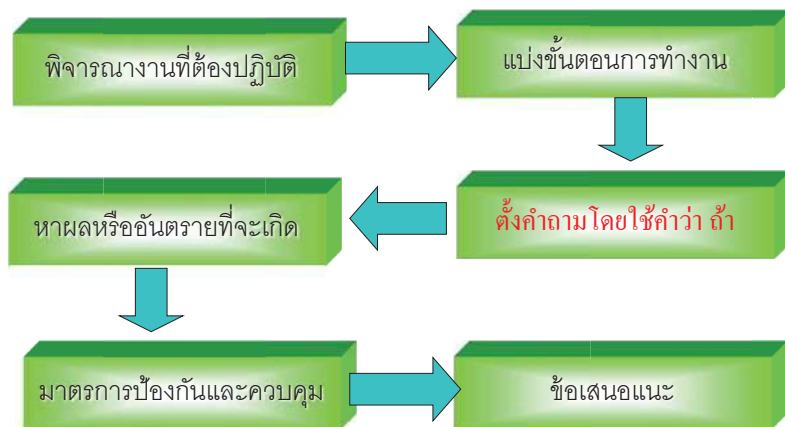 พิจารณางานที่ต้องปฏิบัติ
แบ่งขั้นตอนการทำงาน
ตั้งคำถามโดยใช้คำว่า ถ้า
หาผลหรืออันตรายที่จะเกิด
มาตรการป้องกันและควบคุม
ข้อเสนอแนะ